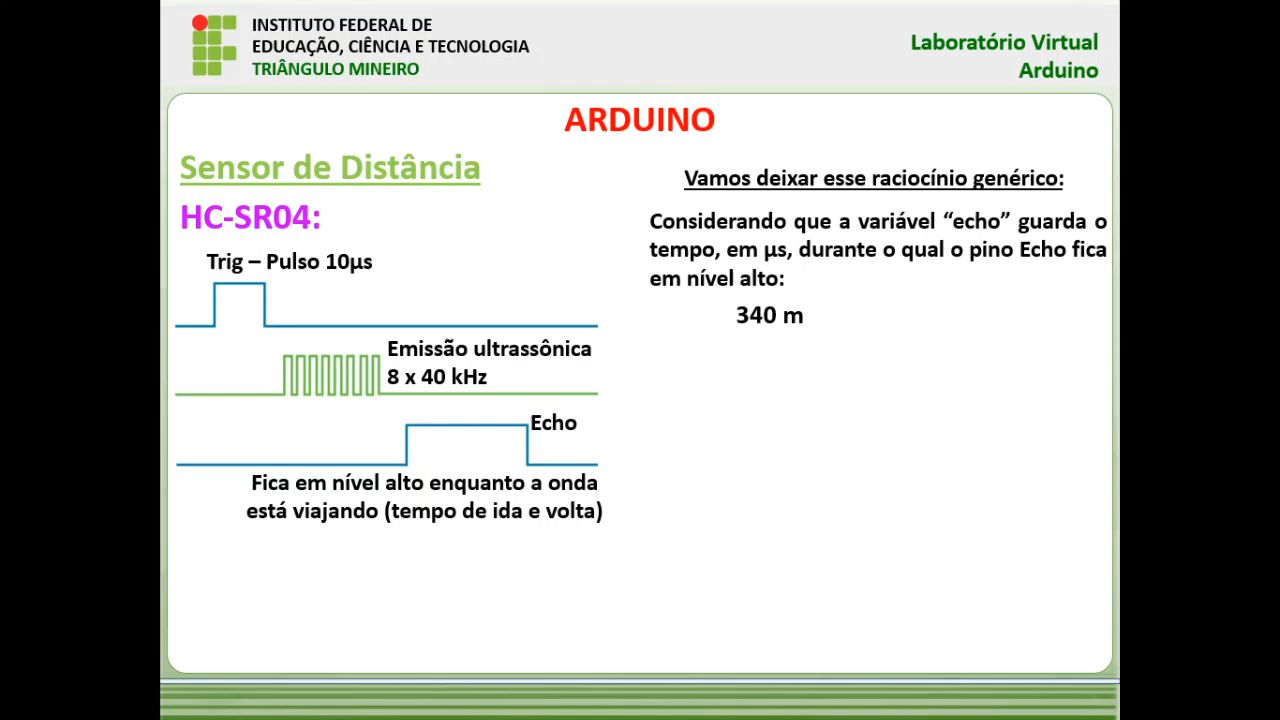 INSTITUTO FEDERAL DE
EDUCAÇÃO, CIÊNCIA E TECNOLOGIA
TRIÂNGULO MINEIRO
Laboratório Virtual
Arduino
ARDUINO
Sensor de Distância
HC-SR04:
Trig – Pulso 10µs
Emissão ultrassônica
8 x 40 kHz
Echo
Fica em nível alto enquanto a onda
está viajando (tempo de ida e volta)
Vamos deixar esse raciocínio genérico:
Considerando que a variável “echo” guarda o
tempo, em µs, durante o qual o pino Echo fica
em nível alto:
340 m